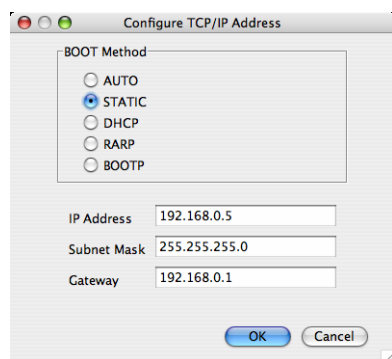 Configure TCP/IP Address
BOOT Method
AUTO
STATIC
DHCP
RARP
BOOTP
IP Address 192.168.0.5
Subnet Mask 255.255.255.0
Gateway 192.168.0.1
OK Cancel